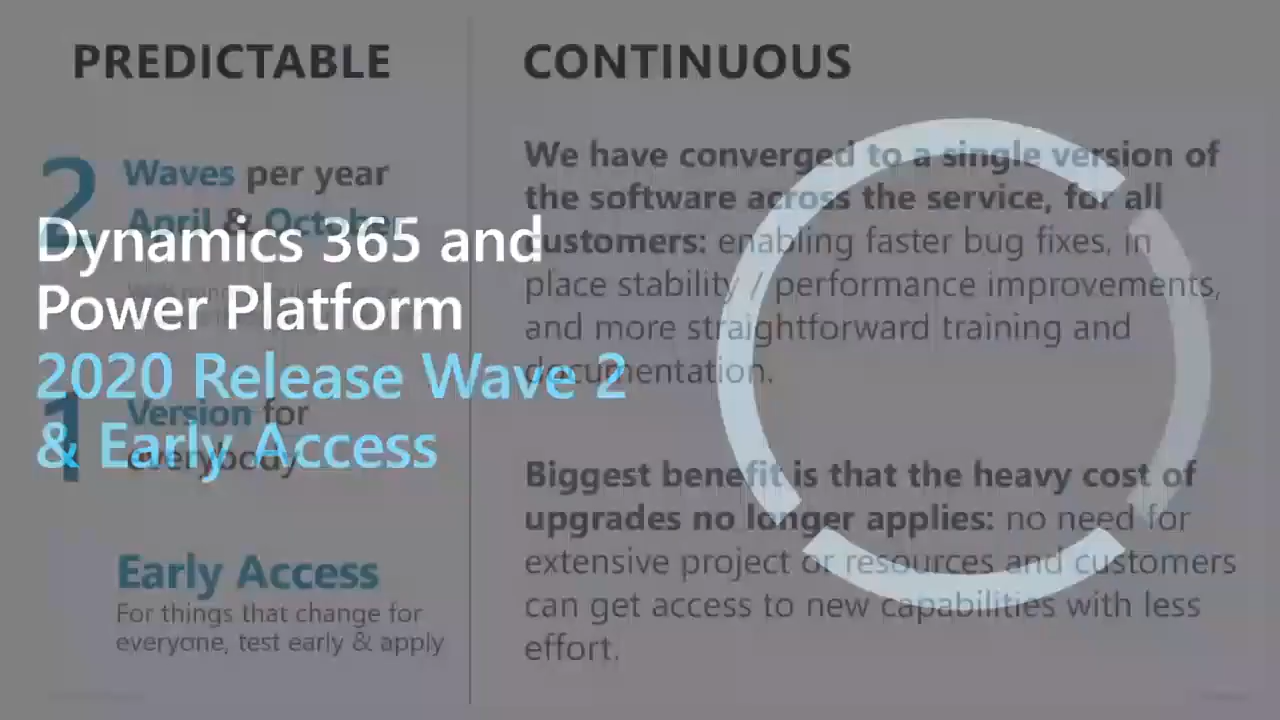 PREDICTABLE
2
Waves per year
April & October
1
Version for
everybody
Early Access
For things that change for
everyone, test early & apply
CONTINUOUS
We have converged to a single version of
the software across the service, for all
customers: enabling faster bug fixes, in
place stability / performance improvements,
and more straightforward training and
documentation.
Biggest benefit is that the heavy cost of
upgrades no longer applies: no need for
extensive project or resources and customers
can get access to new capabilities with less
effort.
Dynamics 365 and
Power Platform
2020 Release Wave 2
& Early Access